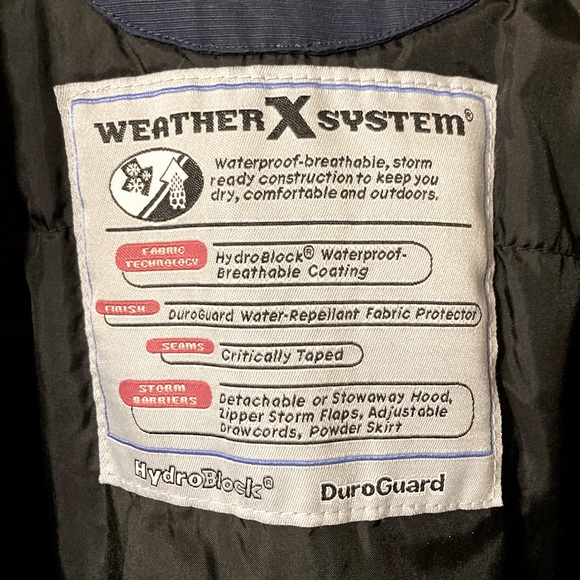 WEATHER X SYSTEM®
Waterproof-breathable, storm
ready construction to keep you
dry, comfortable and outdoors.
FABRIC
TECHNOLOGY
HydroBlock® Waterproof-
Breathable Coating
FINISH
DuroGuard Water-Repellant Fabric Protector
SEAMS
Critically Taped
STORM
BARRIERS
Detachable or Stowaway Hood,
Zipper Storm Flaps, Adjustable
Drawcords, Powder Skirt
HydroBlock®
DuroGuard